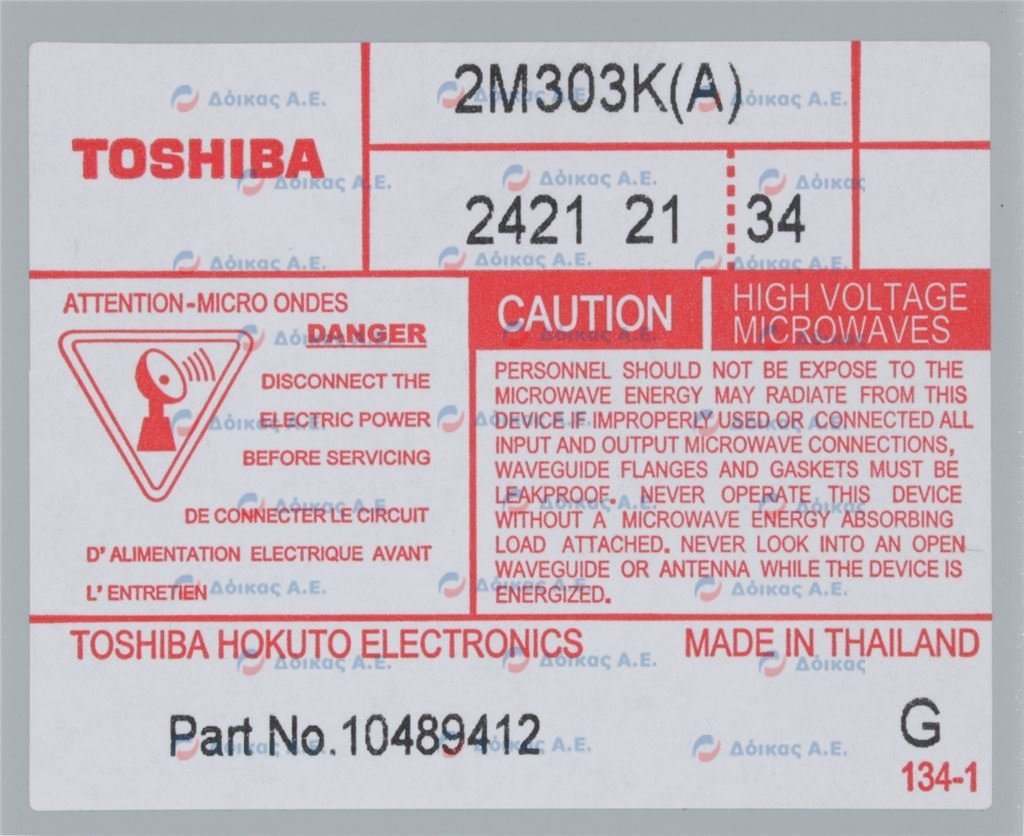 TOSHIBA
2M303K(A)
2421 21 34
ATTENTION-MICRO ONDES
DANGER
DISCONNECT THE
ELECTRIC POWER
BEFORE SERVICING
DE CONNECTER LE CIRCUIT
D' ALIMENTATION ELECTRIQUE AVANT
L' ENTRETIEN
CAUTION
HIGH VOLTAGE
MICROWAVES
PERSONNEL SHOULD NOT BE EXPOSE TO THE
MICROWAVE ENERGY MAY RADIATE FROM THIS
DEVICE IF IMPROPERLY USED OR CONNECTED ALL
INPUT AND OUTPUT MICROWAVE CONNECTIONS,
WAVEGUIDE FLANGES AND GASKETS MUST BE
LEAKPROOF. NEVER OPERATE THIS DEVICE
WITHOUT A MICROWAVE ENERGY ABSORBING
LOAD ATTACHED. NEVER LOOK INTO AN OPEN
WAVEGUIDE OR ANTENNA WHILE THE DEVICE IS
ENERGIZED.
TOSHIBA HOKUTO ELECTRONICS MADE IN THAILAND
Part No.10489412
G
134-1
Δόικας Α.Ε.